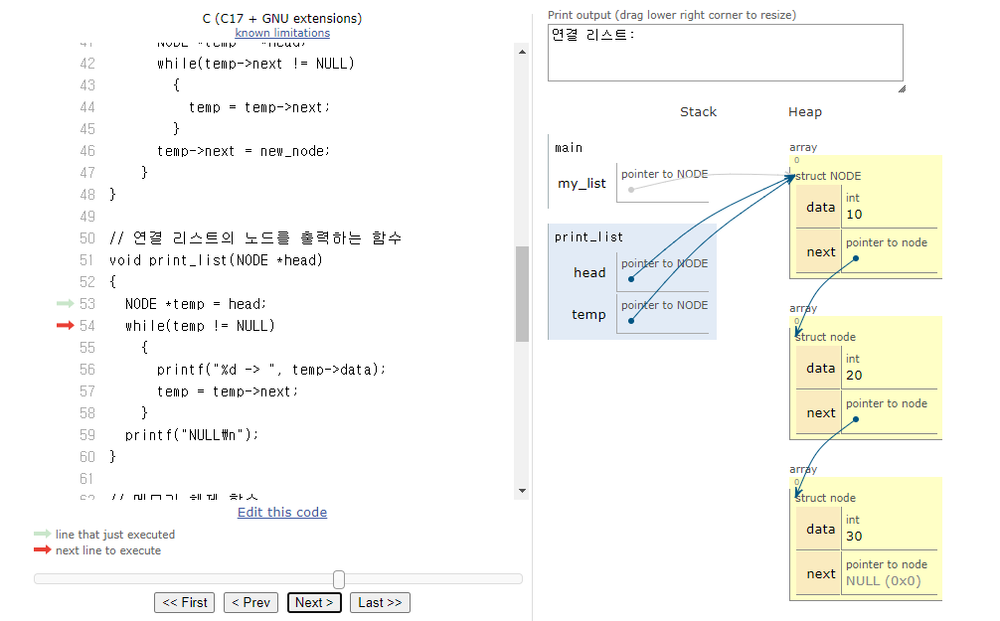 C (C17 + GNU extensions)
known limitations
41 NODE *temp = *head;
42 while(temp->next != NULL)
43 {
44 temp = temp->next;
45 }
46 temp->next = new_node;
47 }
48 }
49
50 // 연결 리스트의 노드를 출력하는 함수
51 void print_list(NODE *head)
52 {
53 NODE *temp = head;
54 while(temp != NULL)
55 {
56 printf("%d -> ", temp->data);
57 temp = temp->next;
58 }
59 printf("NULL₩n");
60 }
61
62 // 메모리 해제 함수
Edit this code
line that just executed
next line to execute
<< First
< Prev
Next >
Last >>
Print output (drag lower right corner to resize)
연결 리스트:
Stack
Heap
main
my_list
pointer to NODE
print_list
head
pointer to NODE
temp
pointer to NODE
array
0
struct NODE
data
int
10
next
pointer to node
array
0
struct node
data
int
20
next
pointer to node
array
0
struct node
data
int
30
next
pointer to node
NULL (0x0)